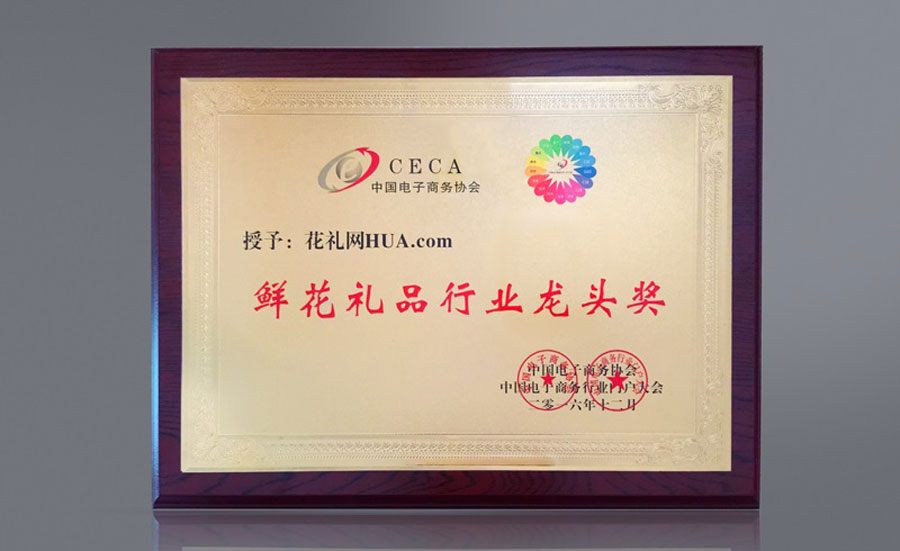 CECA
中国电子商务协会
授予：花礼网HUA.com
鲜花礼品行业龙头奖
中国电子商务协会
中国电子商务行业门户大会
二零一六年十二月